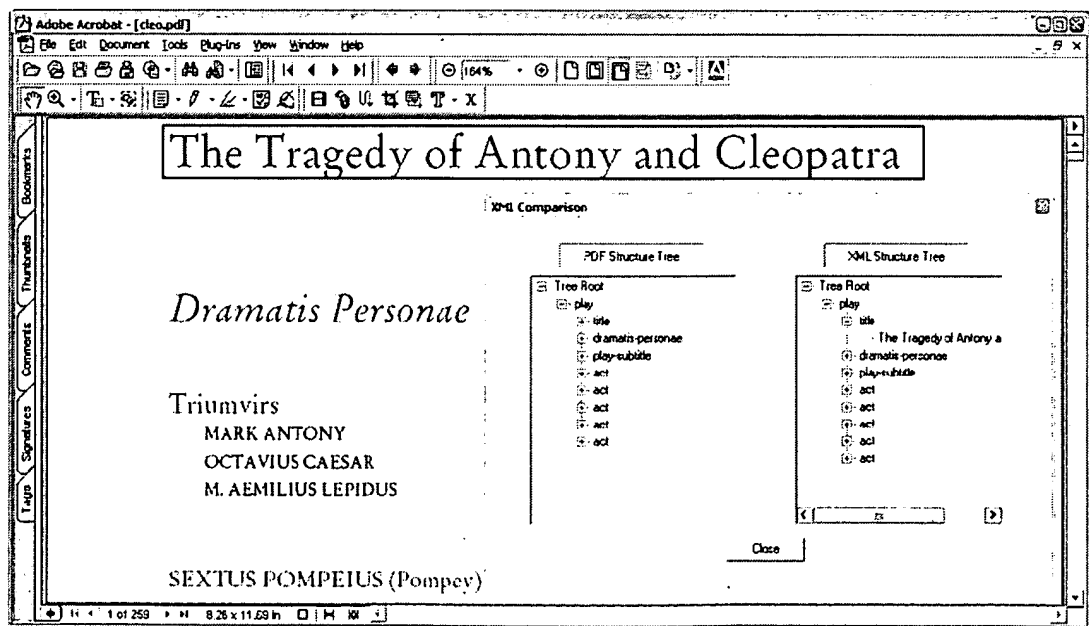 Adobe Acrobat - [cleo.pdf]
File Edit Document Tools Plug-Ins View Window Help
164%
Bookmarks
Thumbnails
Comments
Signatures
Tags
The Tragedy of Antony and Cleopatra
Dramatis Personae
Triumvirs
MARK ANTONY
OCTAVIUS CAESAR
M. AEMILIUS LEPIDUS
SEXTUS POMPEIUS (Pompey)
XML Comparison
PDF Structure Tree
Tree Root
play
title
dramatis-personae
play-subtitle
act
act
act
act
act
XML Structure Tree
Tree Root
play
title
The Tragedy of Antony a
dramatis-personae
play-subtitle
act
act
act
act
act
Close
1 of 259
8.26 x 11.69 in